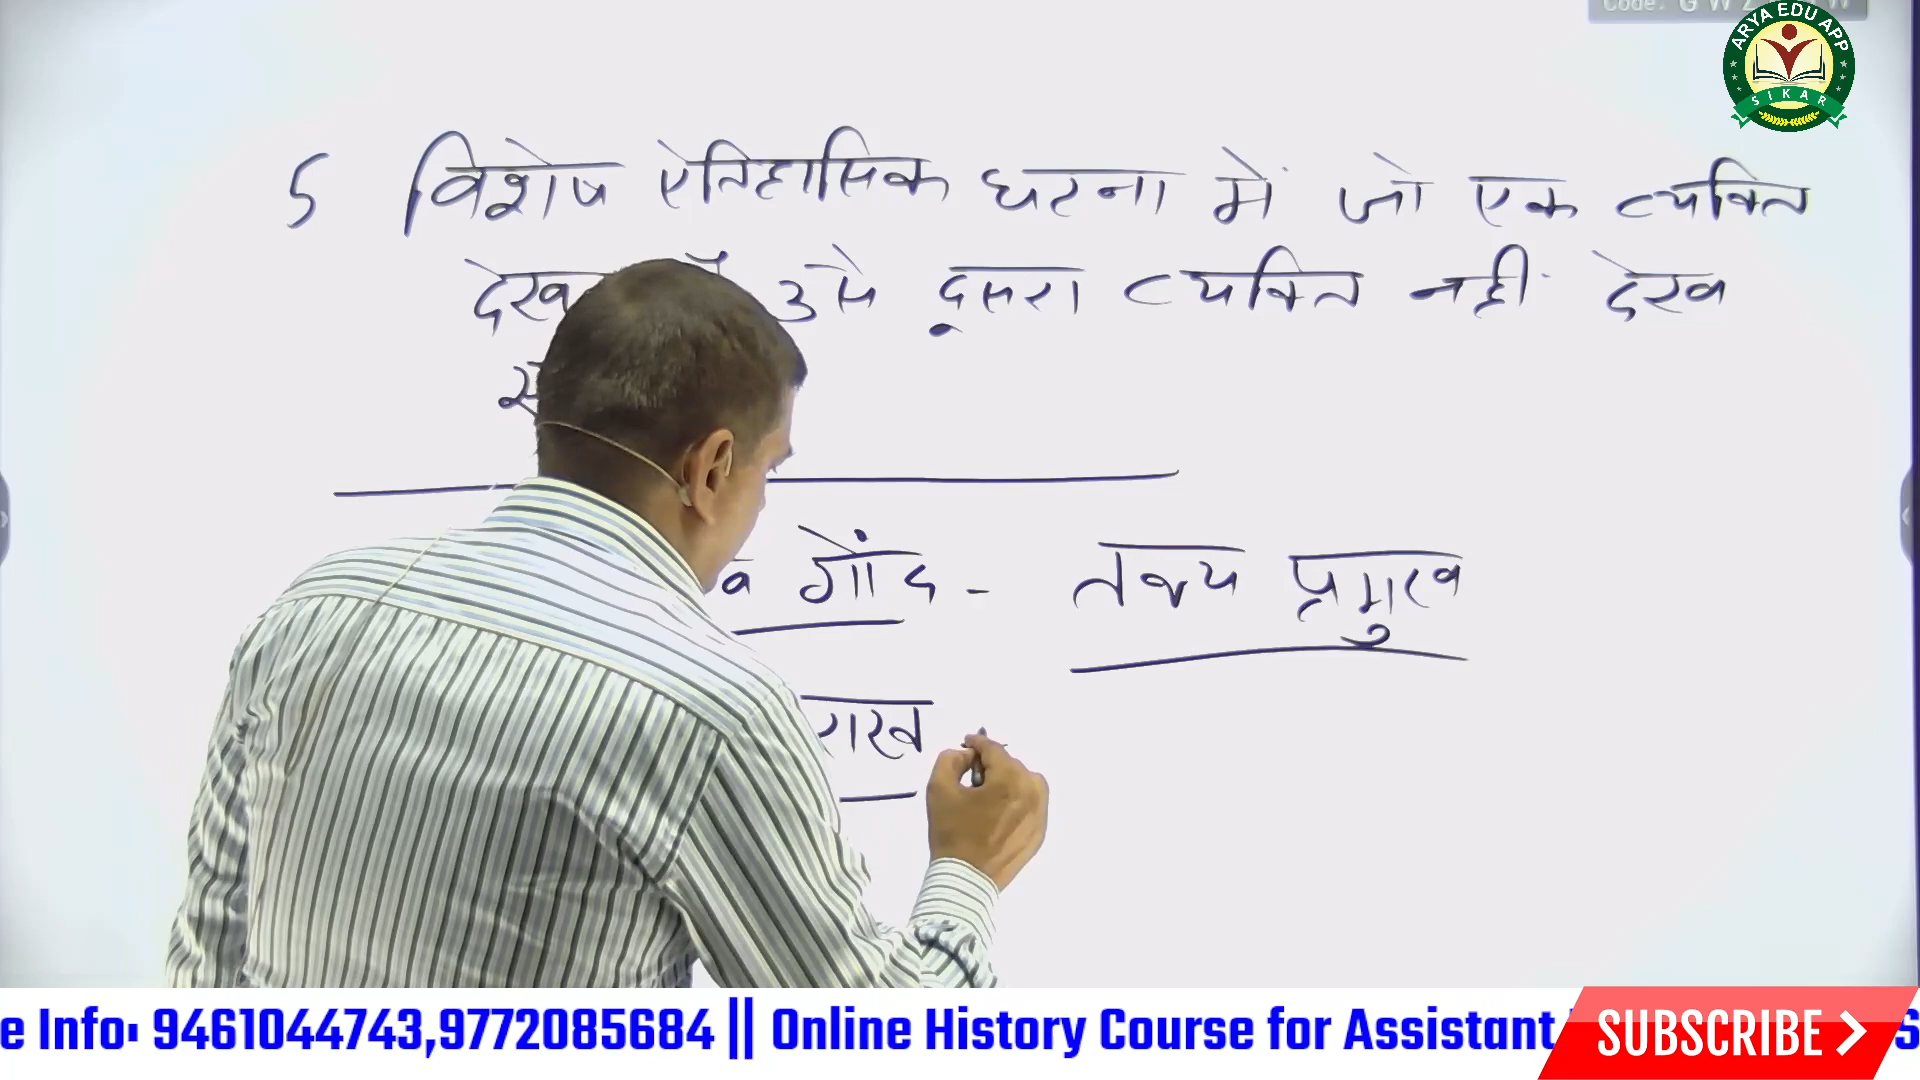 ARYA EDU APP
SIKAR
5 विशेष ऐतिहासिक घटना में जो एक व्यक्ति
उसे दूसरा व्यक्ति नहीं देख
गोंद - तथ्य प्रमुख
e Info: 9461044743,9772085684 || Online History Course for Assistant
SUBSCRIBE